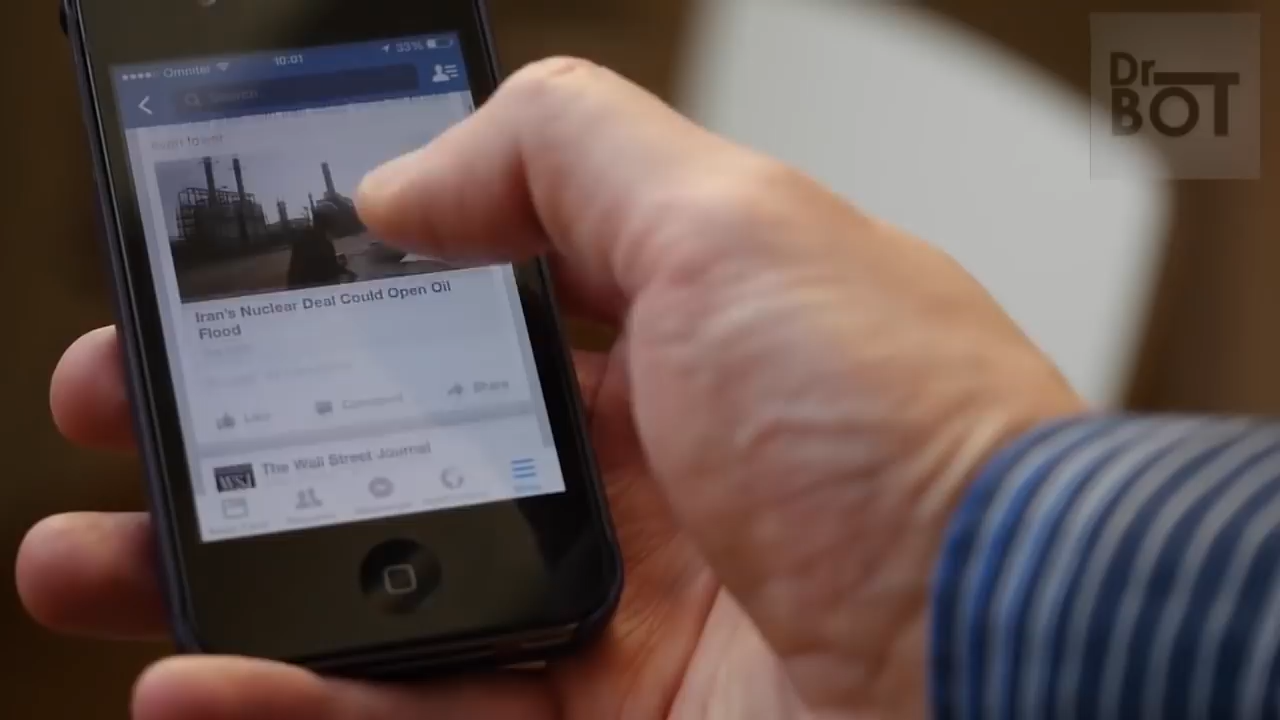 Dr
BOT
Omnitel 10:01 33%
Search
Iran's Nuclear Deal Could Open Oil
Flood
Like Comment Share
The Wall Street Journal
WSJ